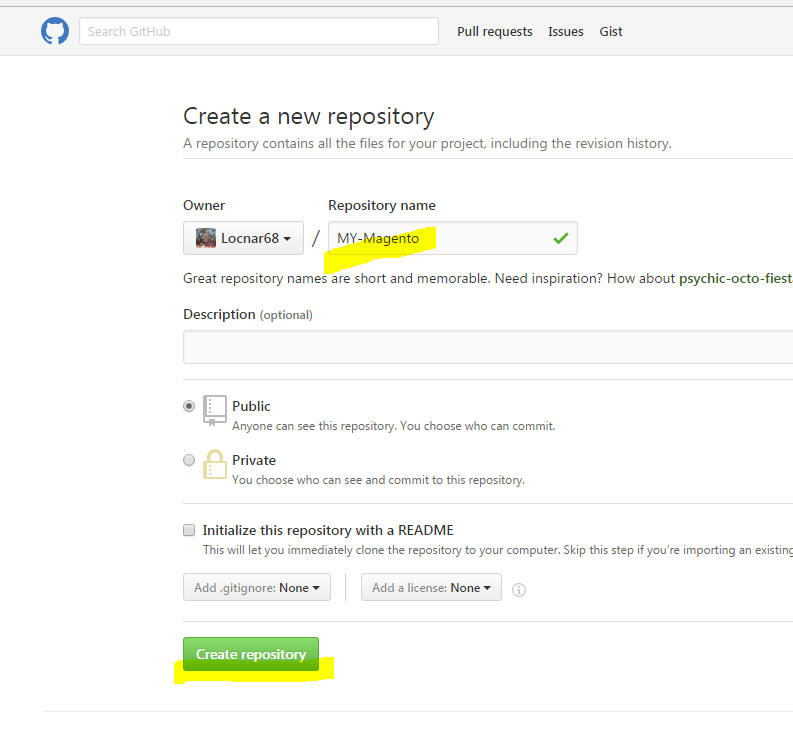 Search GitHub Pull requests Issues Gist
Create a new repository
A repository contains all the files for your project, including the revision history.
Owner Repository name
Locnar68 / MY-Magento
Great repository names are short and memorable. Need inspiration? How about psychic-octo-fiest
Description (optional)
Public
Anyone can see this repository. You choose who can commit.
Private
You choose who can see and commit to this repository.
Initialize this repository with a README
This will let you immediately clone the repository to your computer. Skip this step if you’re importing an existing
Add .gitignore: None Add a license: None
Create repository